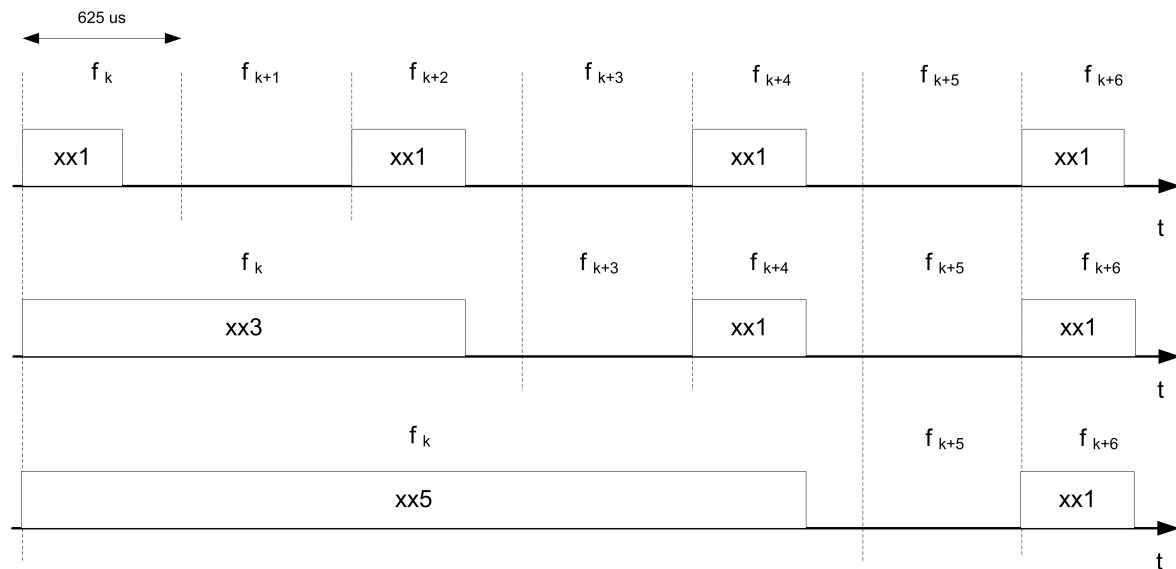 625 us
f k f k+1 f k+2 f k+3 f k+4 f k+5 f k+6
xx1 xx1 xx1 xx1
t
f k f k+3 f k+4 f k+5 f k+6
xx3 xx1 xx1
t
f k f k+5 f k+6
xx5 xx1
t